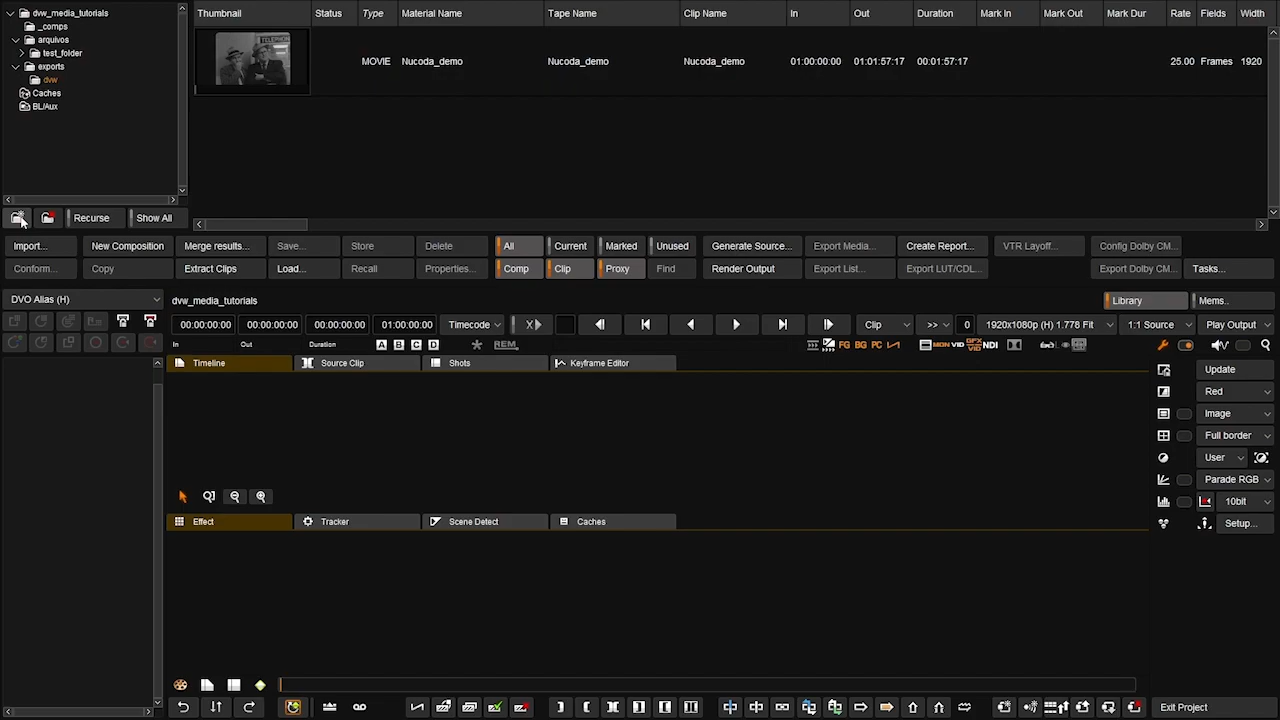 dvw_media_tutorials
_comps
arquivos
test_folder
exports
dvw
Caches
BL/Aux
Recurse Show All
Thumbnail Status Type Material Name Tape Name Clip Name In Out Duration Mark In Mark Out Mark Dur Rate Fields Width
TELEPHON
MOVIE Nucoda_demo Nucoda_demo Nucoda_demo 01:00:00:00 01:01:57:17 00:01:57:17 25.00 Frames 1920
Import... New Composition Merge results... Save... Store Delete All Current Marked Unused Generate Source... Export Media... Create Report... VTR Layoff... Config Dolby CM...
Conform... Copy Extract Clips Load... Recall Properties... Comp Clip Proxy Find Render Output Export List... Export LUT/CDL... Export Dolby CM... Tasks...
DVO Alias (H) dvw_media_tutorials Library Mems..
00:00:00:00 00:00:00:00 00:00:00:00 01:00:00:00 Timecode X Clip >> 0 1920x1080p (H) 1.778 Fit 1:1 Source Play Output
In Out Duration A B C D REM FG BG PC MON VID GFX VID NDI
Timeline Source Clip Shots Keyframe Editor
Update
Red
Image
Full border
User
Parade RGB
10bit
Setup...
Effect Tracker Scene Detect Caches
Exit Project